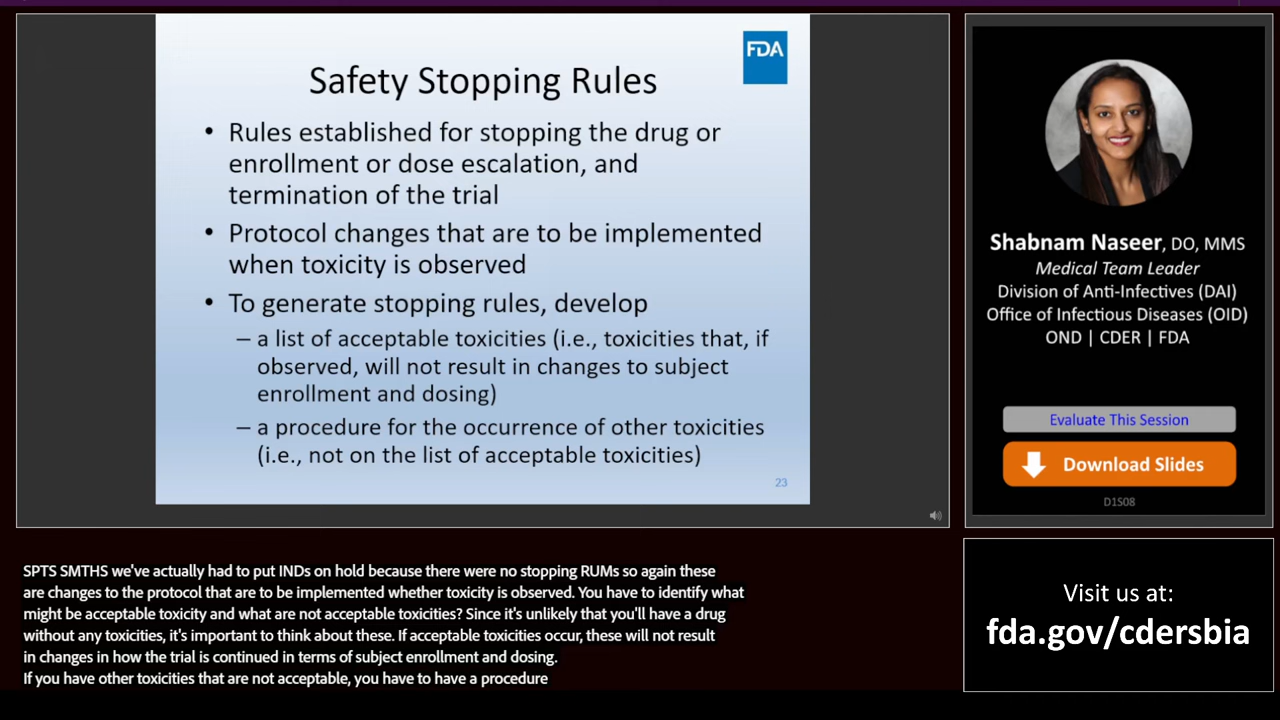 FDA
Safety Stopping Rules
• Rules established for stopping the drug or
enrollment or dose escalation, and
termination of the trial
• Protocol changes that are to be implemented
when toxicity is observed
• To generate stopping rules, develop
– a list of acceptable toxicities (i.e., toxicities that, if
observed, will not result in changes to subject
enrollment and dosing)
– a procedure for the occurrence of other toxicities
(i.e., not on the list of acceptable toxicities)
23
Shabnam Naseer, DO, MMS
Medical Team Leader
Division of Anti-Infectives (DAI)
Office of Infectious Diseases (OID)
OND | CDER | FDA
Evaluate This Session
Download Slides
D1S08
SPTS SMTHS we've actually had to put INDs on hold because there were no stopping RUMs so again these
are changes to the protocol that are to be implemented whether toxicity is observed. You have to identify what
might be acceptable toxicity and what are not acceptable toxicities? Since it's unlikely that you'll have a drug
without any toxicities, it's important to think about these. If acceptable toxicities occur, these will not result
in changes in how the trial is continued in terms of subject enrollment and dosing.
If you have other toxicities that are not acceptable, you have to have a procedure
Visit us at:
fda.gov/cdersbia